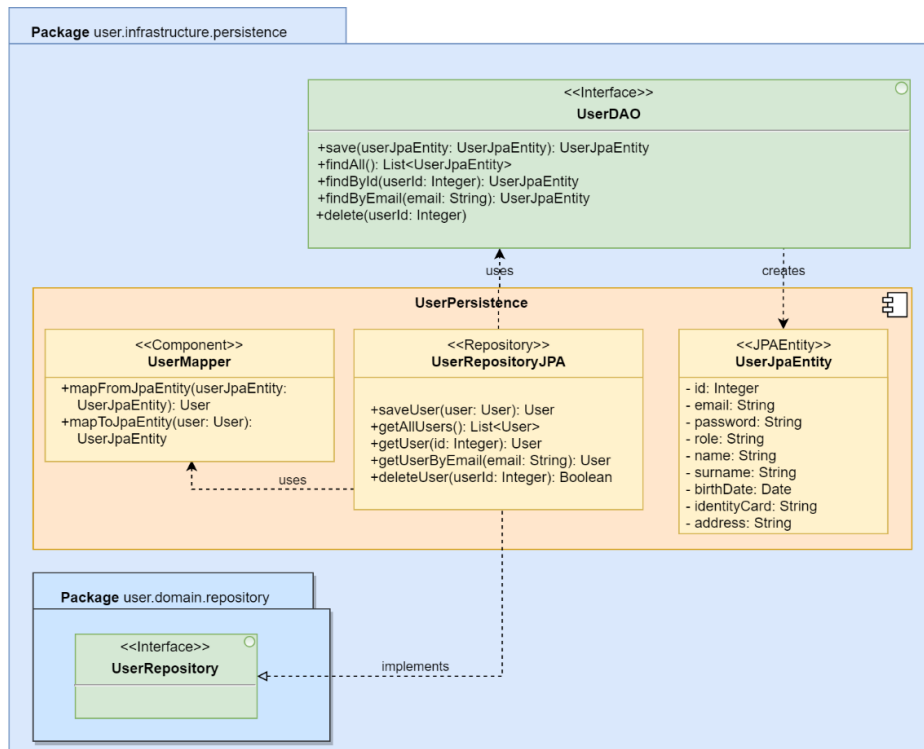 Package user.infrastructure.persistence
<<Interface>>
UserDAO
+save(userJpaEntity: UserJpaEntity): UserJpaEntity
+findAll(): List<UserJpaEntity>
+findById(userId: Integer): UserJpaEntity
+findByEmail(email: String): UserJpaEntity
+delete(userId: Integer)
uses
creates
UserPersistence
<<Component>>
UserMapper
+mapFromJpaEntity(userJpaEntity:
UserJpaEntity): User
+mapToJpaEntity(user: User):
UserJpaEntity
<<Repository>>
UserRepositoryJPA
+saveUser(user: User): User
+getAllUsers(): List<User>
+getUser(id: Integer): User
+getUserByEmail(email: String): User
+deleteUser(userId: Integer): Boolean
<<JPAEntity>>
UserJpaEntity
- id: Integer
- email: String
- password: String
- role: String
- name: String
- surname: String
- birthDate: Date
- identityCard: String
- address: String
uses
Package user.domain.repository
<<Interface>>
UserRepository
implements